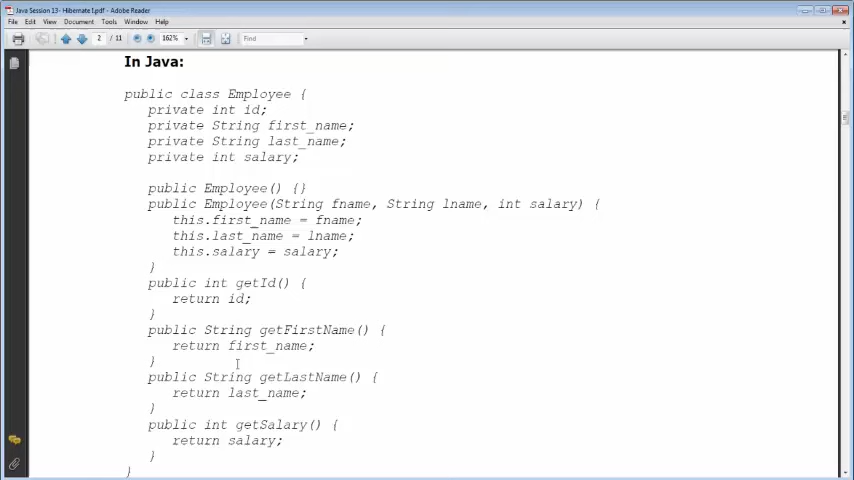 Java Session 13- Hibernate I.pdf - Adobe Reader
File Edit View Document Tools Window Help
2 / 11 162% Find
In Java:
public class Employee {
private int id;
private String first_name;
private String last_name;
private int salary;
public Employee() {}
public Employee(String fname, String lname, int salary) {
this.first_name = fname;
this.last_name = lname;
this.salary = salary;
}
public int getId() {
return id;
}
public String getFirstName() {
return first_name;
}
public String getLastName() {
return last_name;
}
public int getSalary() {
return salary;
}
}